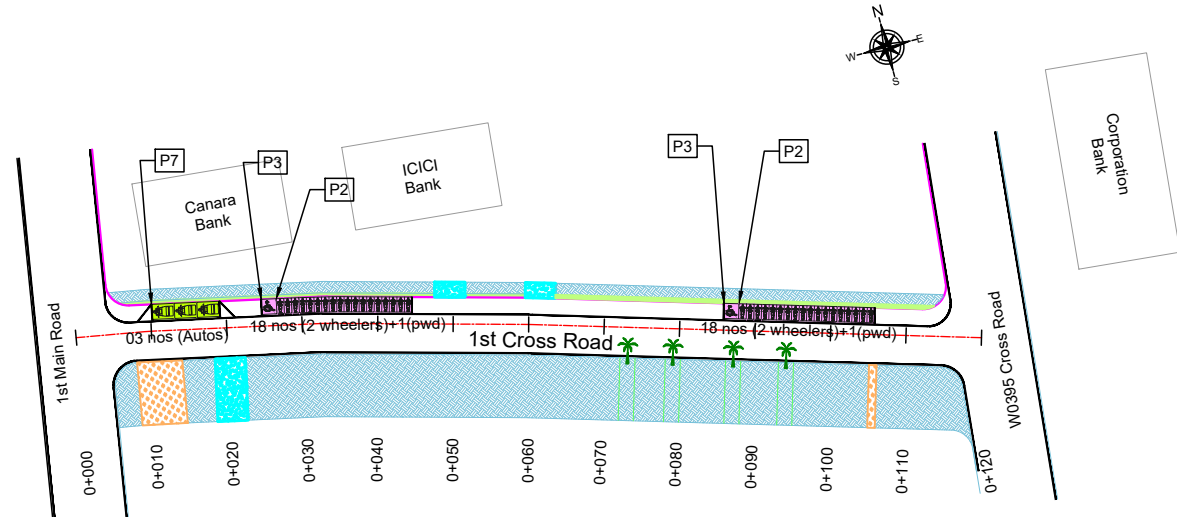 N
W
E
S
Corporation
Bank
P7
P3
P2
ICICI
Bank
P3
P2
Canara
Bank
03 nos (Autos)
18 nos (2 wheelers)+1(pwd)
18 nos (2 wheelers)+1(pwd)
1st Cross Road
1st Main Road
W0395 Cross Road
0+000
0+010
0+020
0+030
0+040
0+050
0+060
0+070
0+080
0+090
0+100
0+110
0+120